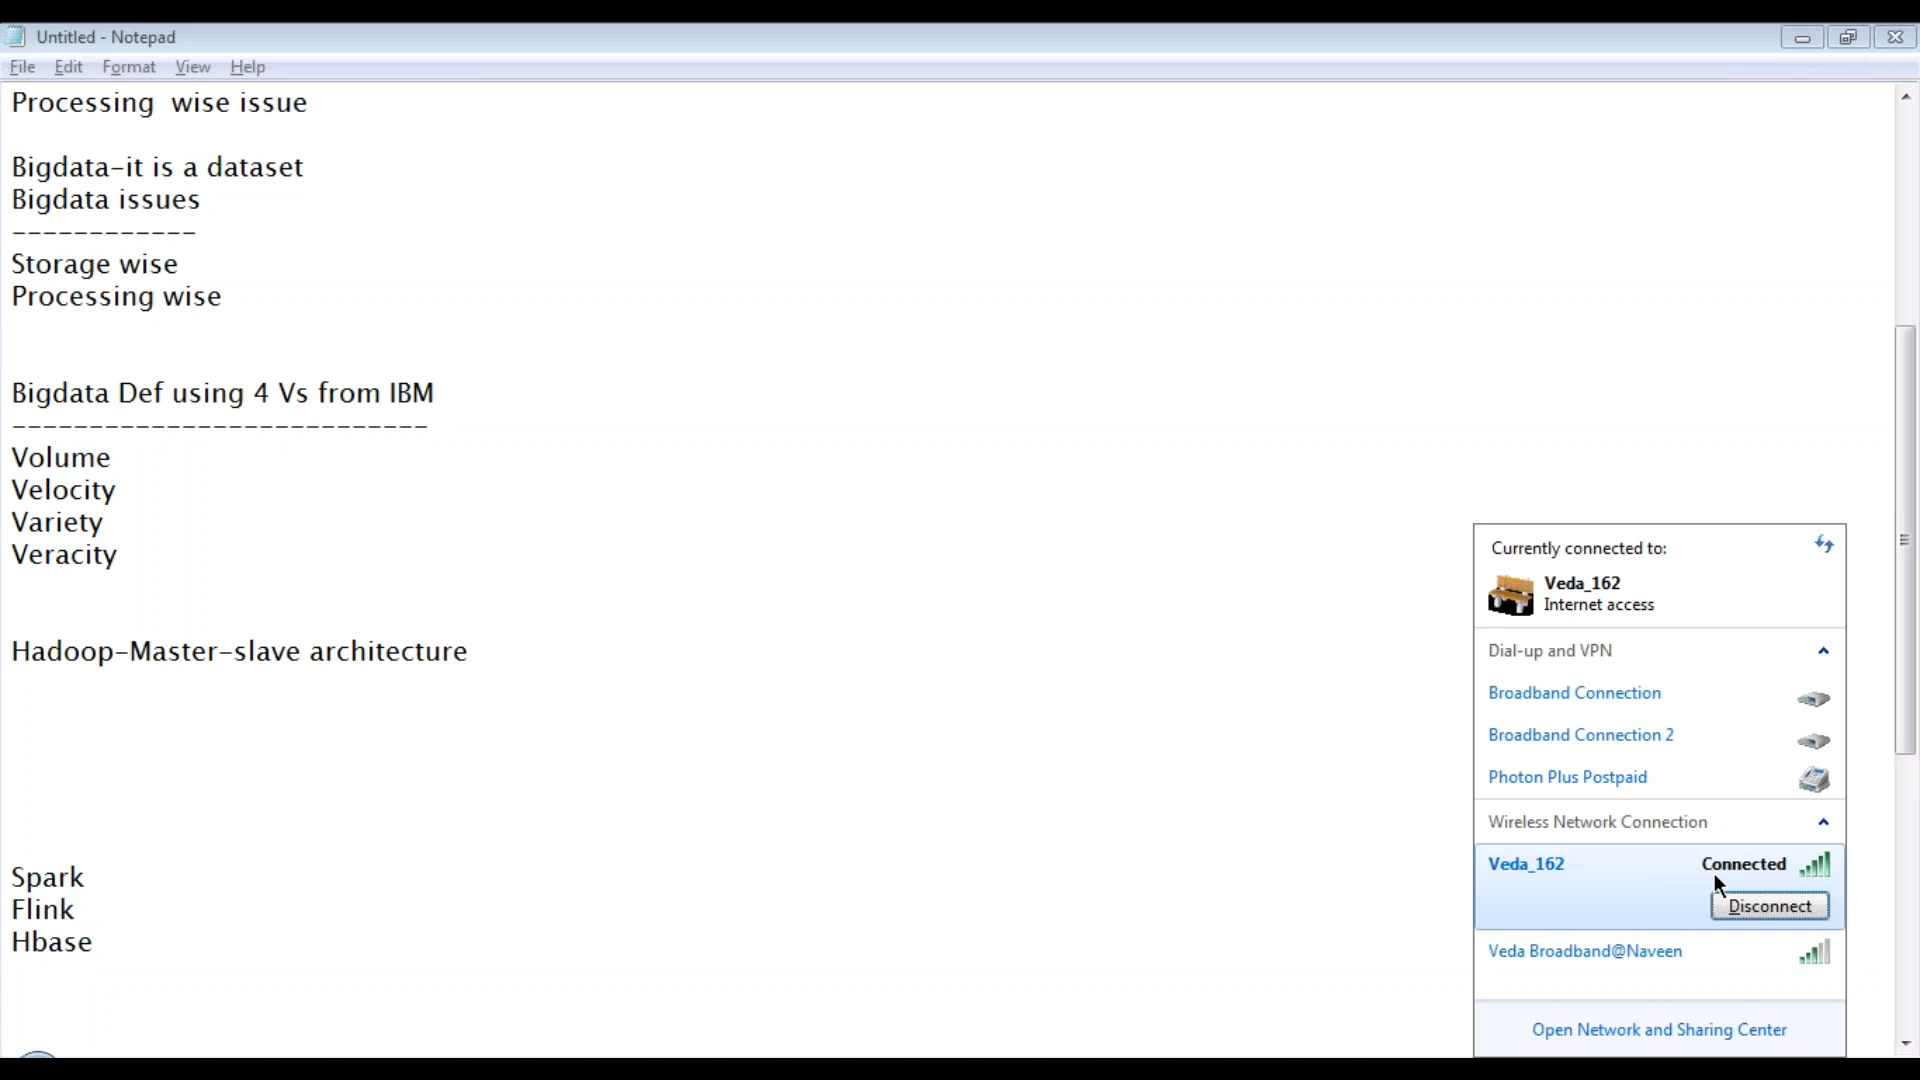 Untitled - Notepad
File Edit Format View Help
Processing  wise issue
Bigdata-it is a dataset
Bigdata issues
------------
Storage wise
Processing wise
Bigdata Def using 4 Vs from IBM
---------------------------
Volume
Velocity
Variety
Veracity
Hadoop-Master-slave architecture
Spark
Flink
Hbase
Currently connected to:
Veda_162
Internet access
Dial-up and VPN
Broadband Connection
Broadband Connection 2
Photon Plus Postpaid
Wireless Network Connection
Veda_162 Connected
Disconnect
Veda Broadband@Naveen
Open Network and Sharing Center